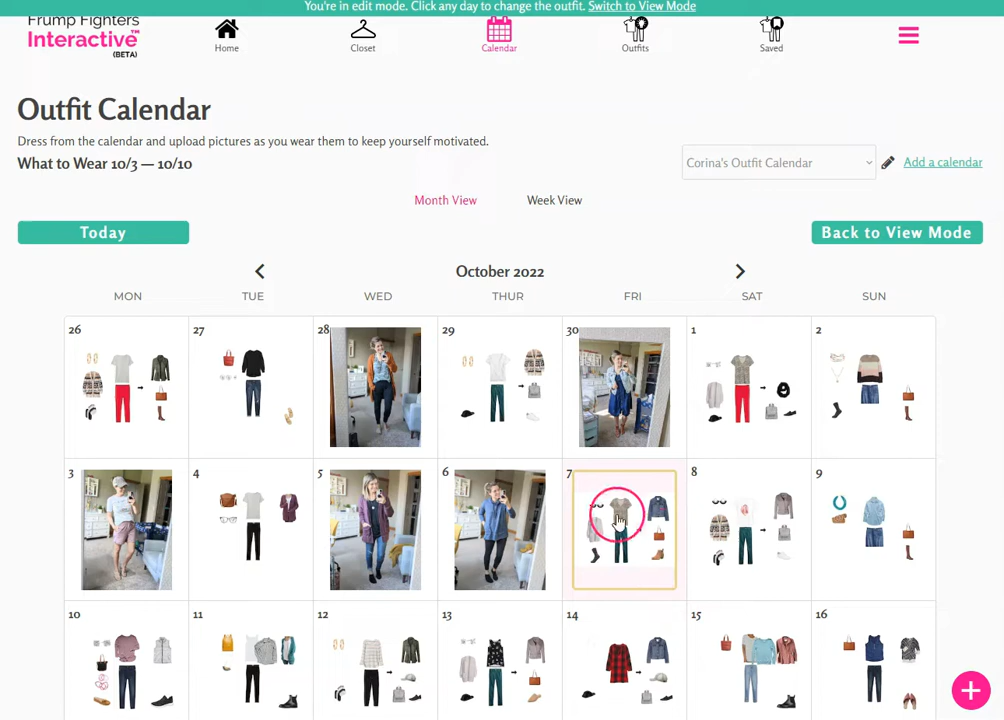 You're in edit mode. Click any day to change the outfit. Switch to View Mode
Frump Fighters
Interactive™
(BETA)
Home
Closet
Calendar
Outfits
Saved
Outfit Calendar
Dress from the calendar and upload pictures as you wear them to keep yourself motivated.
What to Wear 10/3 — 10/10
Corina's Outfit Calendar
Add a calendar
Month View
Week View
Today
Back to View Mode
October 2022
MON TUE WED THUR FRI SAT SUN
26 27 28 29 30 1 2
3 4 5 6 7 8 9
10 11 12 13 14 15 16